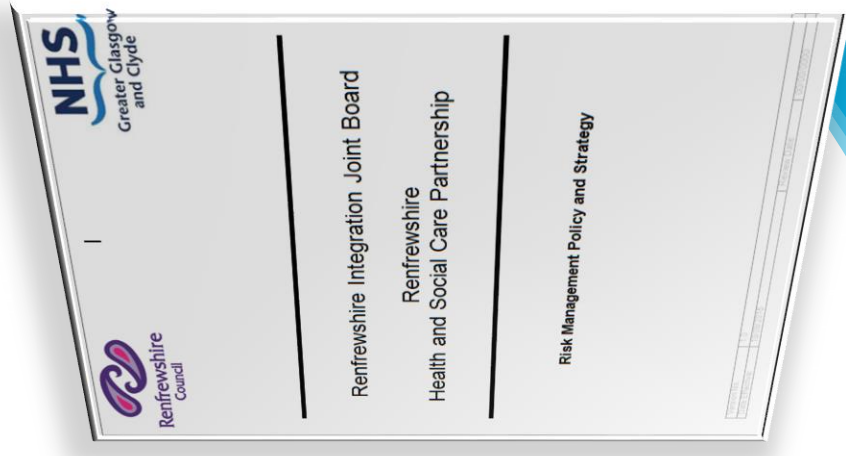 Renfrewshire
Council
NHS
Greater Glasgow
and Clyde
Renfrewshire Integration Joint Board
Renfrewshire
Health and Social Care Partnership
Risk Management Policy and Strategy